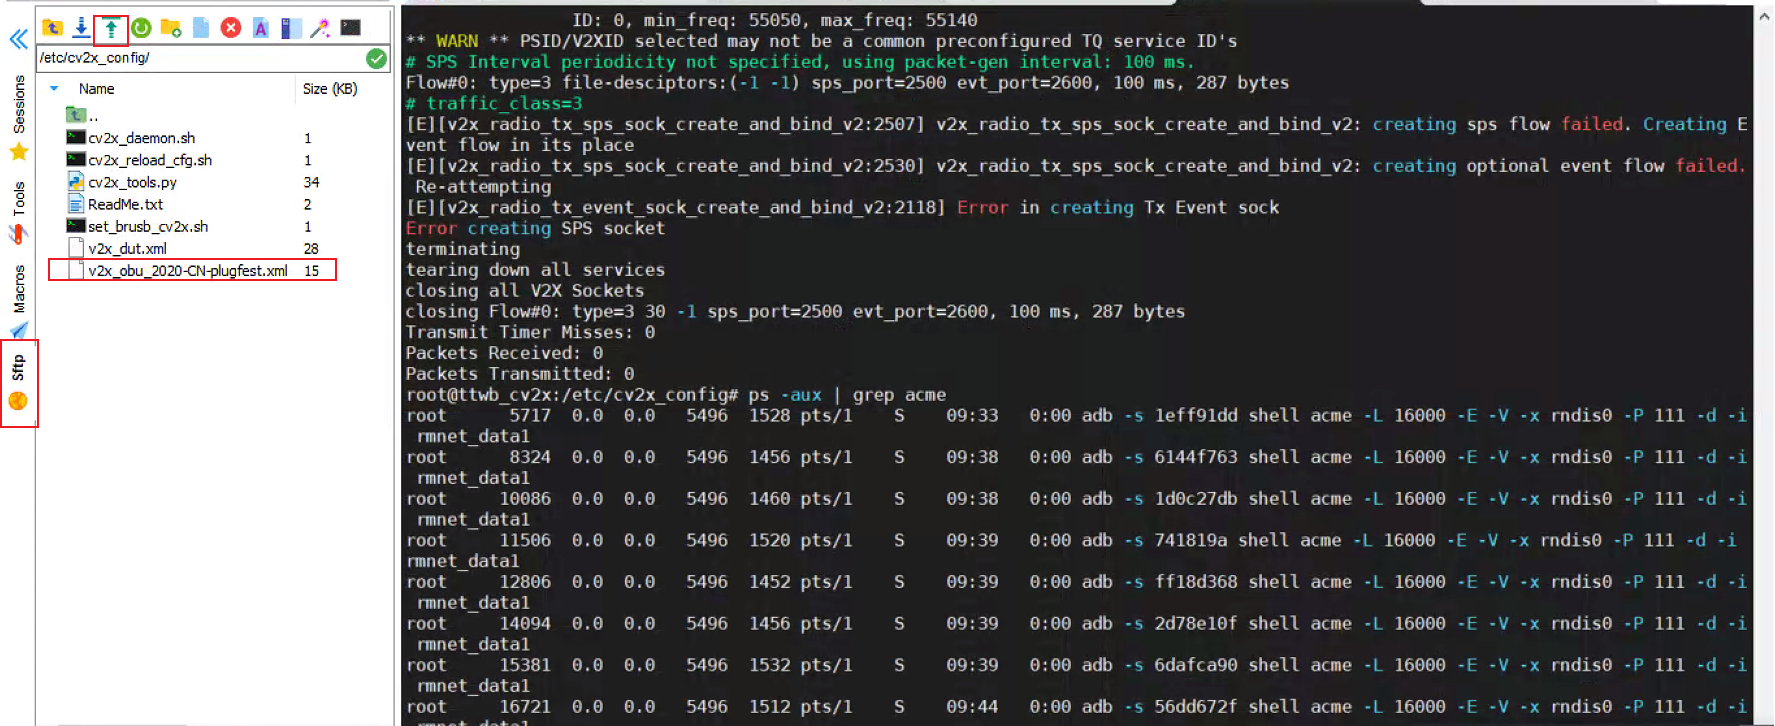 Sessions
Tools
Macros
Sftp
/etc/cv2x_config/
Name Size (KB)
..
cv2x_daemon.sh 1
cv2x_reload_cfg.sh 1
cv2x_tools.py 34
ReadMe.txt 2
set_brusb_cv2x.sh 1
v2x_dut.xml 28
v2x_obu_2020-CN-plugfest.xml 15
ID: 0, min_freq: 55050, max_freq: 55140
** WARN ** PSID/V2XID selected may not be a common preconfigured TQ service ID's
# SPS Interval periodicity not specified, using packet-gen interval: 100 ms.
Flow#0: type=3 file-desciptors:(-1 -1) sps_port=2500 evt_port=2600, 100 ms, 287 bytes
# traffic_class=3
[E][v2x_radio_tx_sps_sock_create_and_bind_v2:2507] v2x_radio_tx_sps_sock_create_and_bind_v2: creating sps flow failed. Creating E
vent flow in its place
[E][v2x_radio_tx_sps_sock_create_and_bind_v2:2530] v2x_radio_tx_sps_sock_create_and_bind_v2: creating optional event flow failed.
Re-attempting
[E][v2x_radio_tx_event_sock_create_and_bind_v2:2118] Error in creating Tx Event sock
Error creating SPS socket
terminating
tearing down all services
closing all V2X Sockets
closing Flow#0: type=3 30 -1 sps_port=2500 evt_port=2600, 100 ms, 287 bytes
Transmit Timer Misses: 0
Packets Received: 0
Packets Transmitted: 0
root@ttwb_cv2x:/etc/cv2x_config# ps -aux | grep acme
root 5717 0.0 0.0 5496 1528 pts/1 S 09:33 0:00 adb -s 1eff91dd shell acme -L 16000 -E -V -x rndis0 -P 111 -d -i
rmnet_data1
root 8324 0.0 0.0 5496 1456 pts/1 S 09:38 0:00 adb -s 6144f763 shell acme -L 16000 -E -V -x rndis0 -P 111 -d -i
rmnet_data1
root 10086 0.0 0.0 5496 1460 pts/1 S 09:38 0:00 adb -s 1d0c27db shell acme -L 16000 -E -V -x rndis0 -P 111 -d -i
rmnet_data1
root 11506 0.0 0.0 5496 1520 pts/1 S 09:39 0:00 adb -s 741819a shell acme -L 16000 -E -V -x rndis0 -P 111 -d -i
rmnet_data1
root 12806 0.0 0.0 5496 1452 pts/1 S 09:39 0:00 adb -s ff18d368 shell acme -L 16000 -E -V -x rndis0 -P 111 -d -i
rmnet_data1
root 14094 0.0 0.0 5496 1456 pts/1 S 09:39 0:00 adb -s 2d78e10f shell acme -L 16000 -E -V -x rndis0 -P 111 -d -i
rmnet_data1
root 15381 0.0 0.0 5496 1532 pts/1 S 09:39 0:00 adb -s 6dafca90 shell acme -L 16000 -E -V -x rndis0 -P 111 -d -i
rmnet_data1
root 16721 0.0 0.0 5496 1512 pts/1 S 09:44 0:00 adb -s 56dd672f shell acme -L 16000 -E -V -x rndis0 -P 111 -d -i